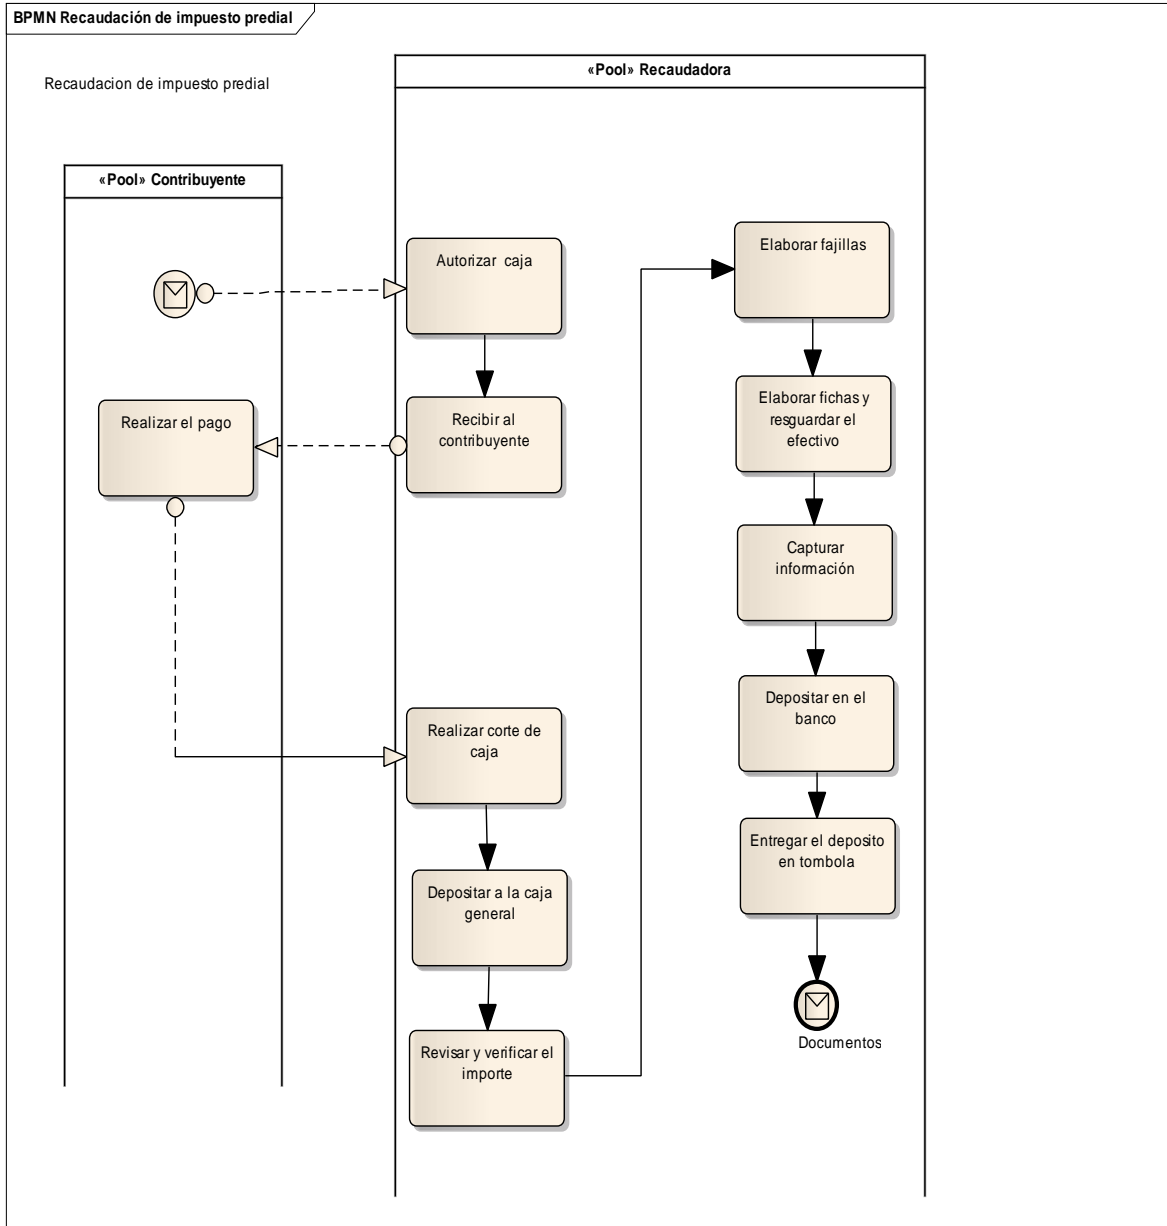 BPMN Recaudación de impuesto predial
Recaudacion de impuesto predial
«Pool» Contribuyente
Realizar el pago
«Pool» Recaudadora
Autorizar caja
Recibir al
contribuyente
Realizar corte de
caja
Depositar a la caja
general
Revisar y verificar el
importe
Elaborar fajillas
Elaborar fichas y
resguardar el
efectivo
Capturar
información
Depositar en el
banco
Entregar el deposito
en tombola
Documentos